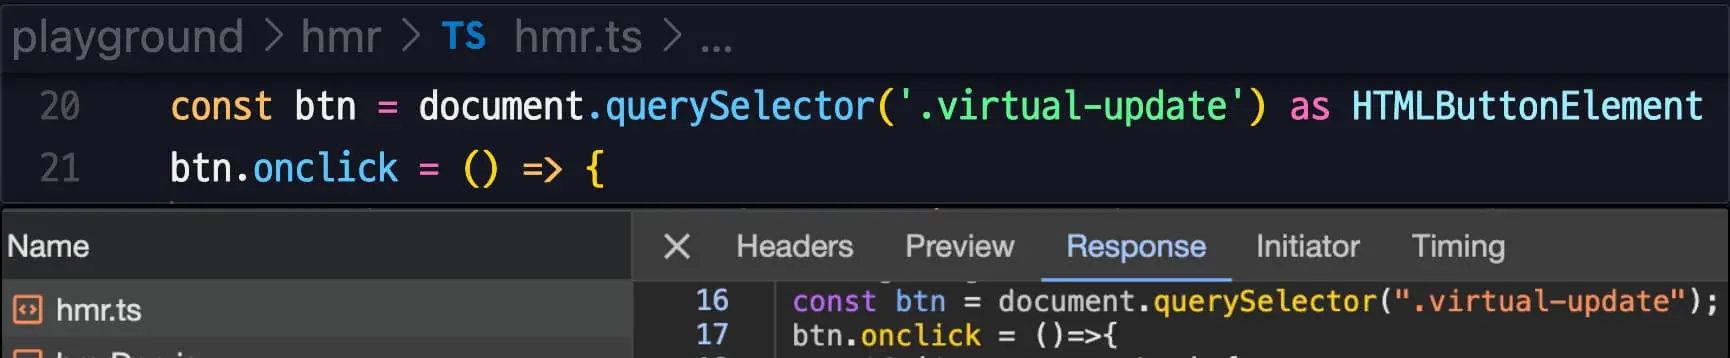 playground > hmr > TS hmr.ts > ...
20 const btn = document.querySelector('.virtual-update') as HTMLButtonElement
21 btn.onclick = () => {
Name
Headers Preview Response Initiator Timing
hmr.ts
16 const btn = document.querySelector(".virtual-update");
17 btn.onclick = ()=>{